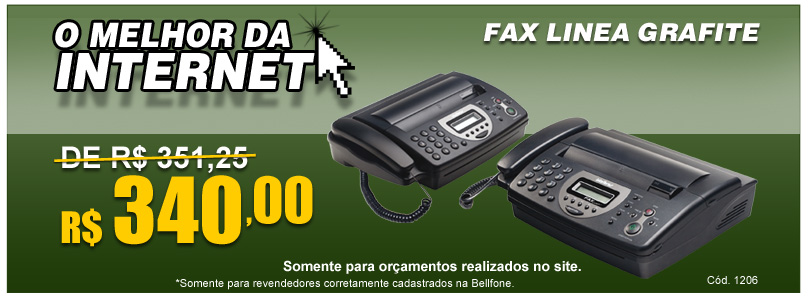 O MELHOR DA
INTERNET
FAX LINEA GRAFITE
DE R$ 351,25
R$ 340,00
Somente para orçamentos realizados no site.
*Somente para revendedores corretamente cadastrados na Bellfone.
Cód. 1206